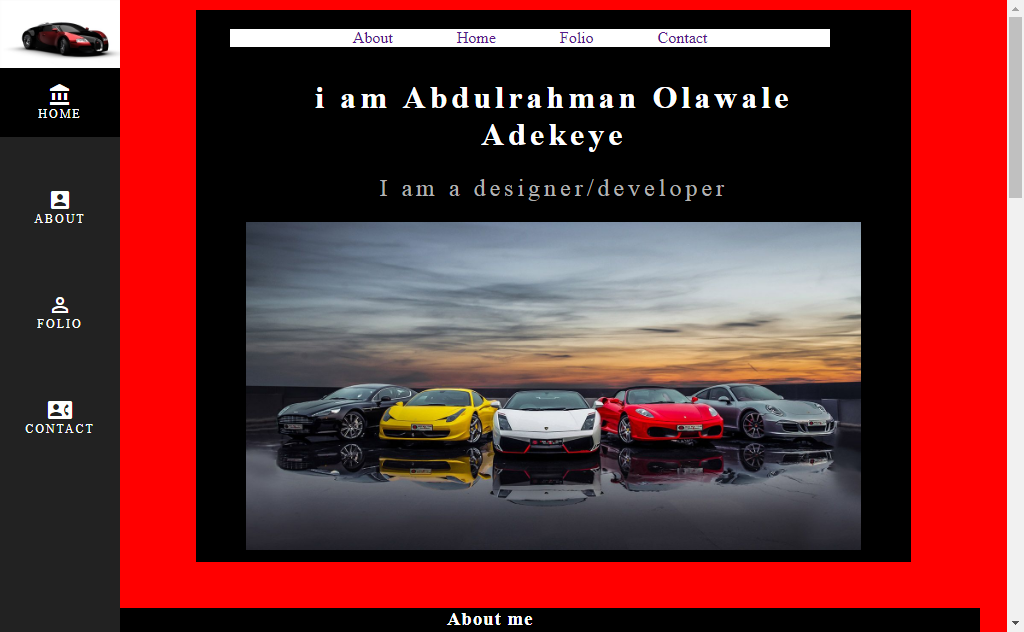 HOME
ABOUT
FOLIO
CONTACT
About Home Folio Contact
i am Abdulrahman Olawale
Adekeye
I am a designer/developer
About me